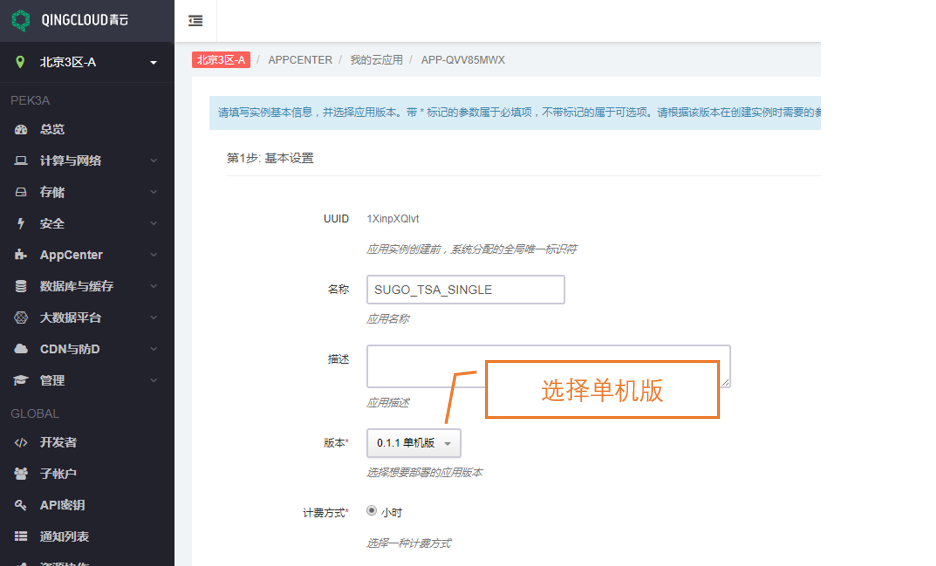 QINGCLOUD青云
北京3区-A
PEK3A
总览
计算与网络
存储
安全
AppCenter
数据库与缓存
大数据平台
CDN与防D
管理
GLOBAL
开发者
子帐户
API密钥
通知列表
北京3区-A / APPCENTER / 我的云应用 / APP-QVV85MWX
请填写实例基本信息，并选择应用版本。带 * 标记的参数属于必填项，不带标记的属于可选项。请根据该版本在创建实例时需要的
第1步: 基本设置
UUID 1XinpXQlvt
应用实例创建前，系统分配的全局唯一标识符
名称 SUGO_TSA_SINGLE
应用名称
描述
选择单机版
应用描述
版本* 0.1.1 单机版
选择想要部署的应用版本
计费方式* 小时
选择一种计费方式